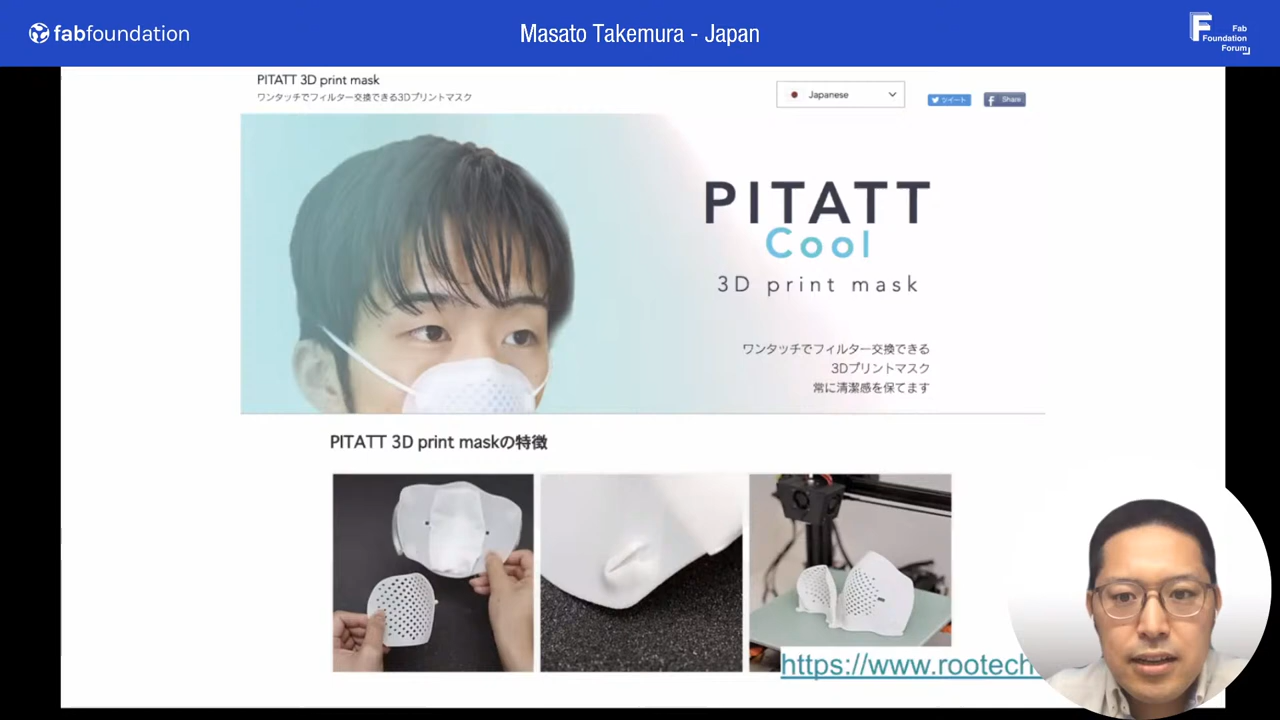 fabfoundation
Masato Takemura - Japan
Fab
Foundation
Forum
PITATT 3D print mask
ワンタッチでフィルター交換できる3Dプリントマスク
Japanese
ツイート
Share
PITATT
Cool
3D print mask
ワンタッチでフィルター交換できる
3Dプリントマスク
常に清潔感を保てます
PITATT 3D print maskの特徴
https://www.rootech